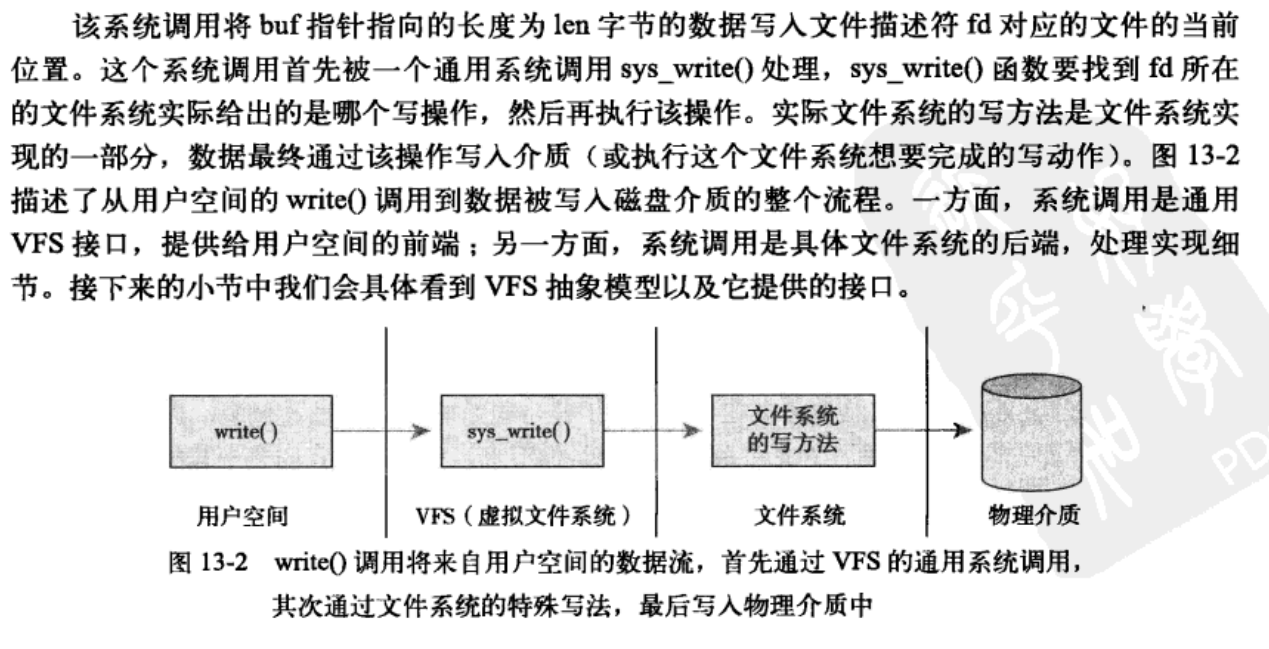 该系统调用将 buf 指针指向的长度为 len 字节的数据写入文件描述符 fd 对应的文件的当前
位置。这个系统调用首先被一个通用系统调用 sys_write() 处理，sys_write() 函数要找到 fd 所在
的文件系统实际给出的是哪个写操作，然后再执行该操作。实际文件系统的写方法是文件系统实
现的一部分，数据最终通过该操作写入介质（或执行这个文件系统想要完成的写动作）。图 13-2
描述了从用户空间的 write() 调用到数据被写入磁盘介质的整个流程。一方面，系统调用是通用
VFS 接口，提供给用户空间的前端；另一方面，系统调用是具体文件系统的后端，处理实现细
节。接下来的小节中我们会具体看到 VFS 抽象模型以及它提供的接口。
write()
sys_write()
文件系统
的写方法
用户空间
VFS（虚拟文件系统）
文件系统
物理介质
图 13-2 write() 调用将来自用户空间的数据流，首先通过 VFS 的通用系统调用，
其次通过文件系统的特殊写法，最后写入物理介质中
PD